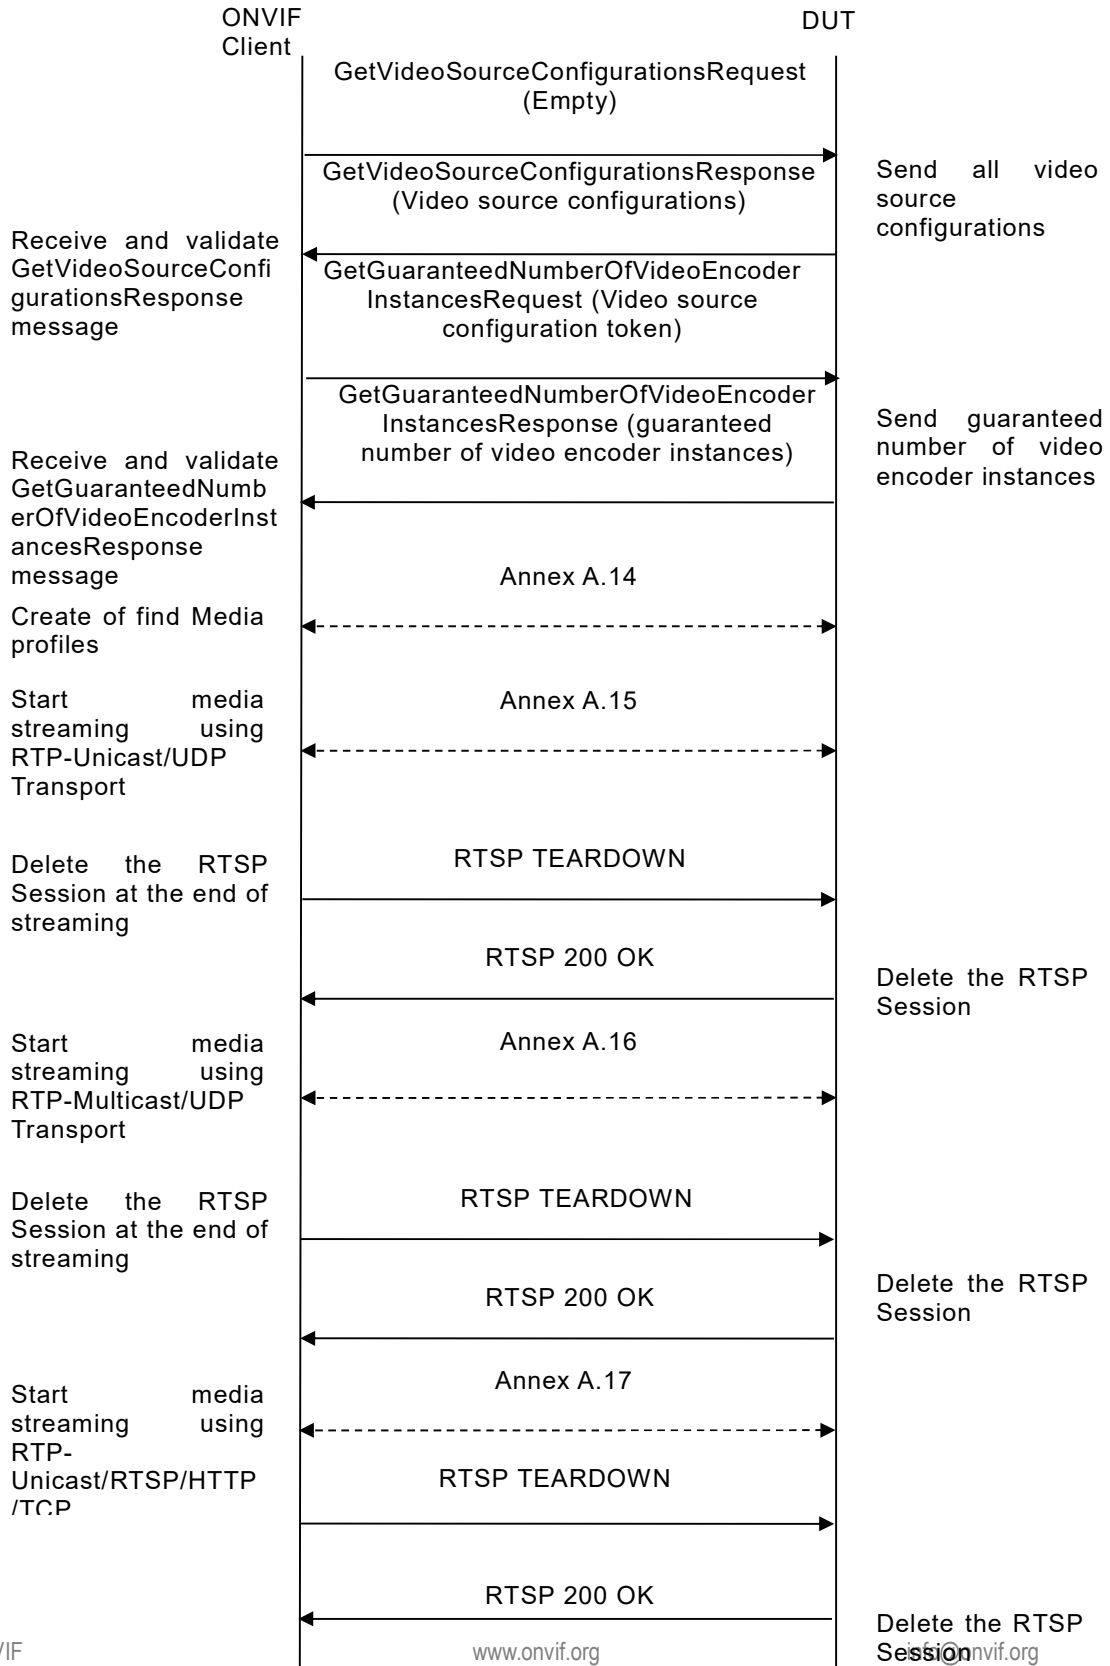 ONVIF
Client
DUT
GetVideoSourceConfigurationsRequest
(Empty)
GetVideoSourceConfigurationsResponse
(Video source configurations)
Send all video
source
configurations
Receive and validate
GetVideoSourceConfi
gurationsResponse
message
GetGuaranteedNumberOfVideoEncoder
InstancesRequest (Video source
configuration token)
GetGuaranteedNumberOfVideoEncoder
InstancesResponse (guaranteed
number of video encoder instances)
Send guaranteed
number of video
encoder instances
Receive and validate
GetGuaranteedNumb
erOfVideoEncoderInst
ancesResponse
message
Annex A.14
Create of find Media
profiles
Start media
streaming using
RTP-Unicast/UDP
Transport
Annex A.15
Delete the RTSP
Session at the end of
streaming
RTSP TEARDOWN
RTSP 200 OK
Delete the RTSP
Session
Start media
streaming using
RTP-Multicast/UDP
Transport
Annex A.16
Delete the RTSP
Session at the end of
streaming
RTSP TEARDOWN
RTSP 200 OK
Delete the RTSP
Session
Annex A.17
Start media
streaming using
RTP-
Unicast/RTSP/HTTP
/TCP
RTSP TEARDOWN
RTSP 200 OK
Delete the RTSP
Session
VIF
www.onvif.org
info@onvif.org